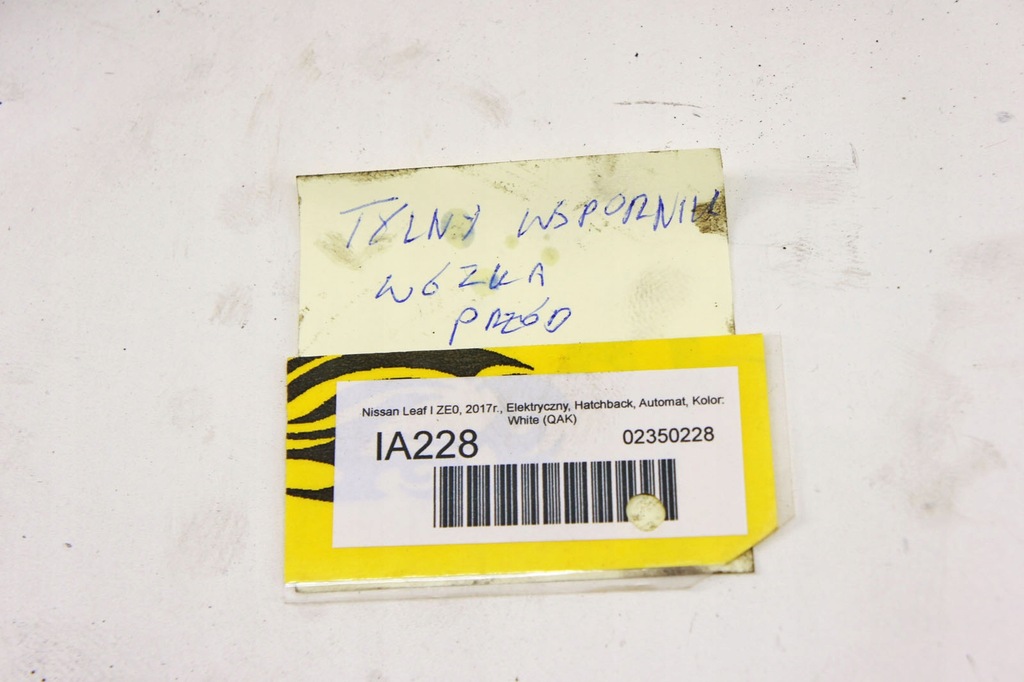 TYLNY WSPORNIK
WÓZKA
PRZÓD
Nissan Leaf I ZE0, 2017r., Elektryczny, Hatchback, Automat, Kolor:
White (QAK)
IA228 02350228